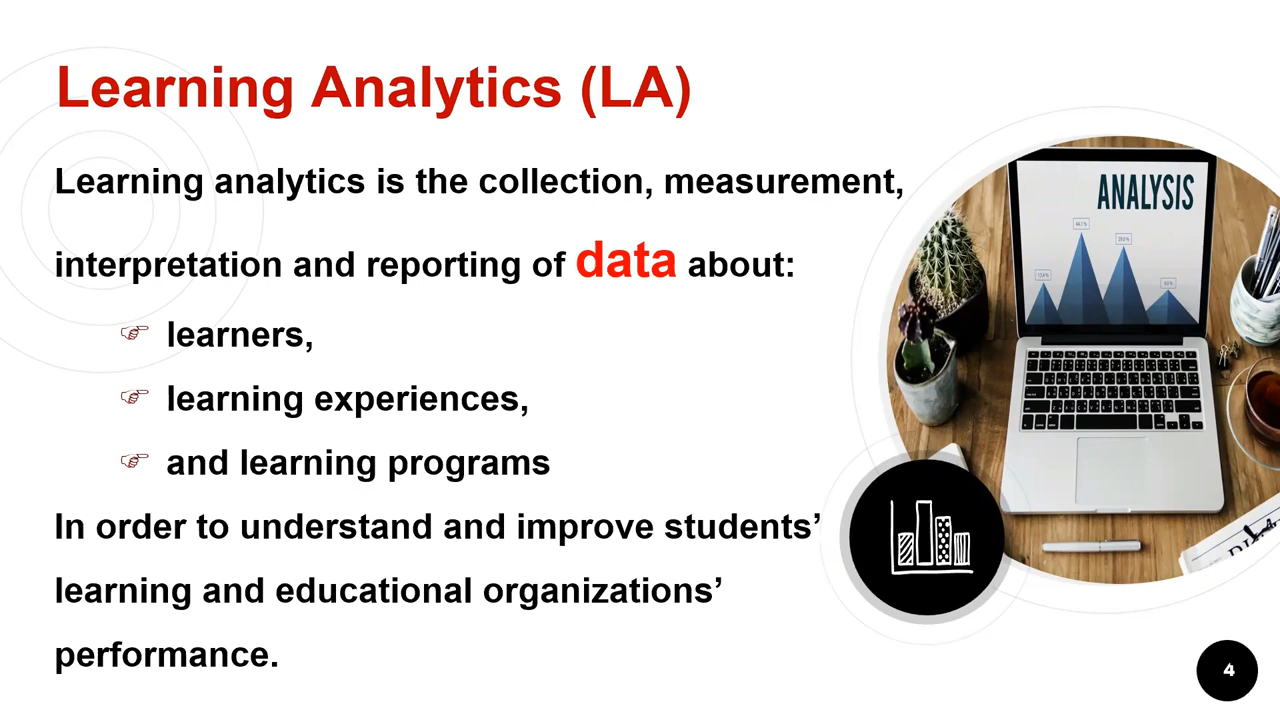 Learning Analytics (LA)
Learning analytics is the collection, measurement,
interpretation and reporting of data about:
learners,
learning experiences,
and learning programs
In order to understand and improve students’
learning and educational organizations’
performance.
ANALYSIS
4